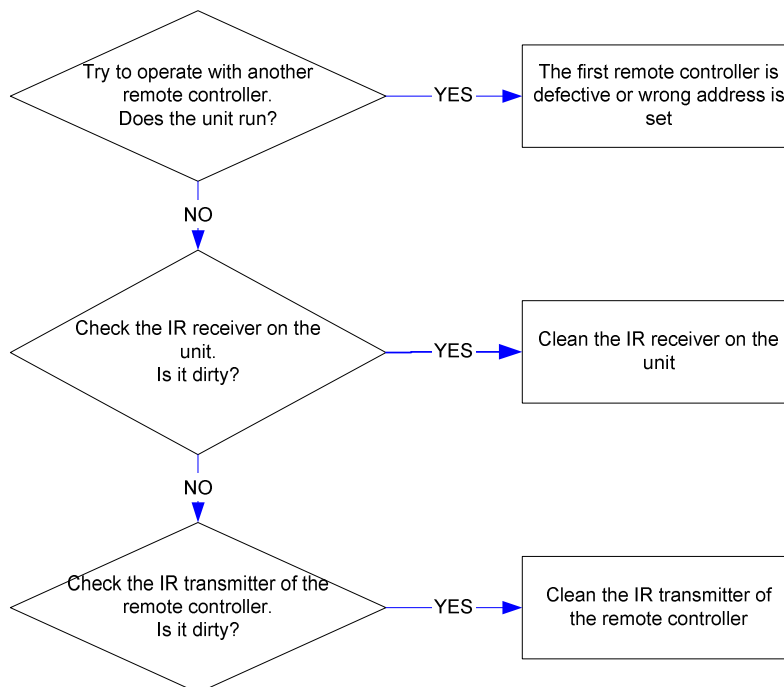 Try to operate with another
remote controller.
Does the unit run?
YES
The first remote controller is
defective or wrong address is
set
NO
Check the IR receiver on the
unit.
Is it dirty?
YES
Clean the IR receiver on the
unit
NO
Check the IR transmitter of the
remote controller.
Is it dirty?
YES
Clean the IR transmitter of
the remote controller